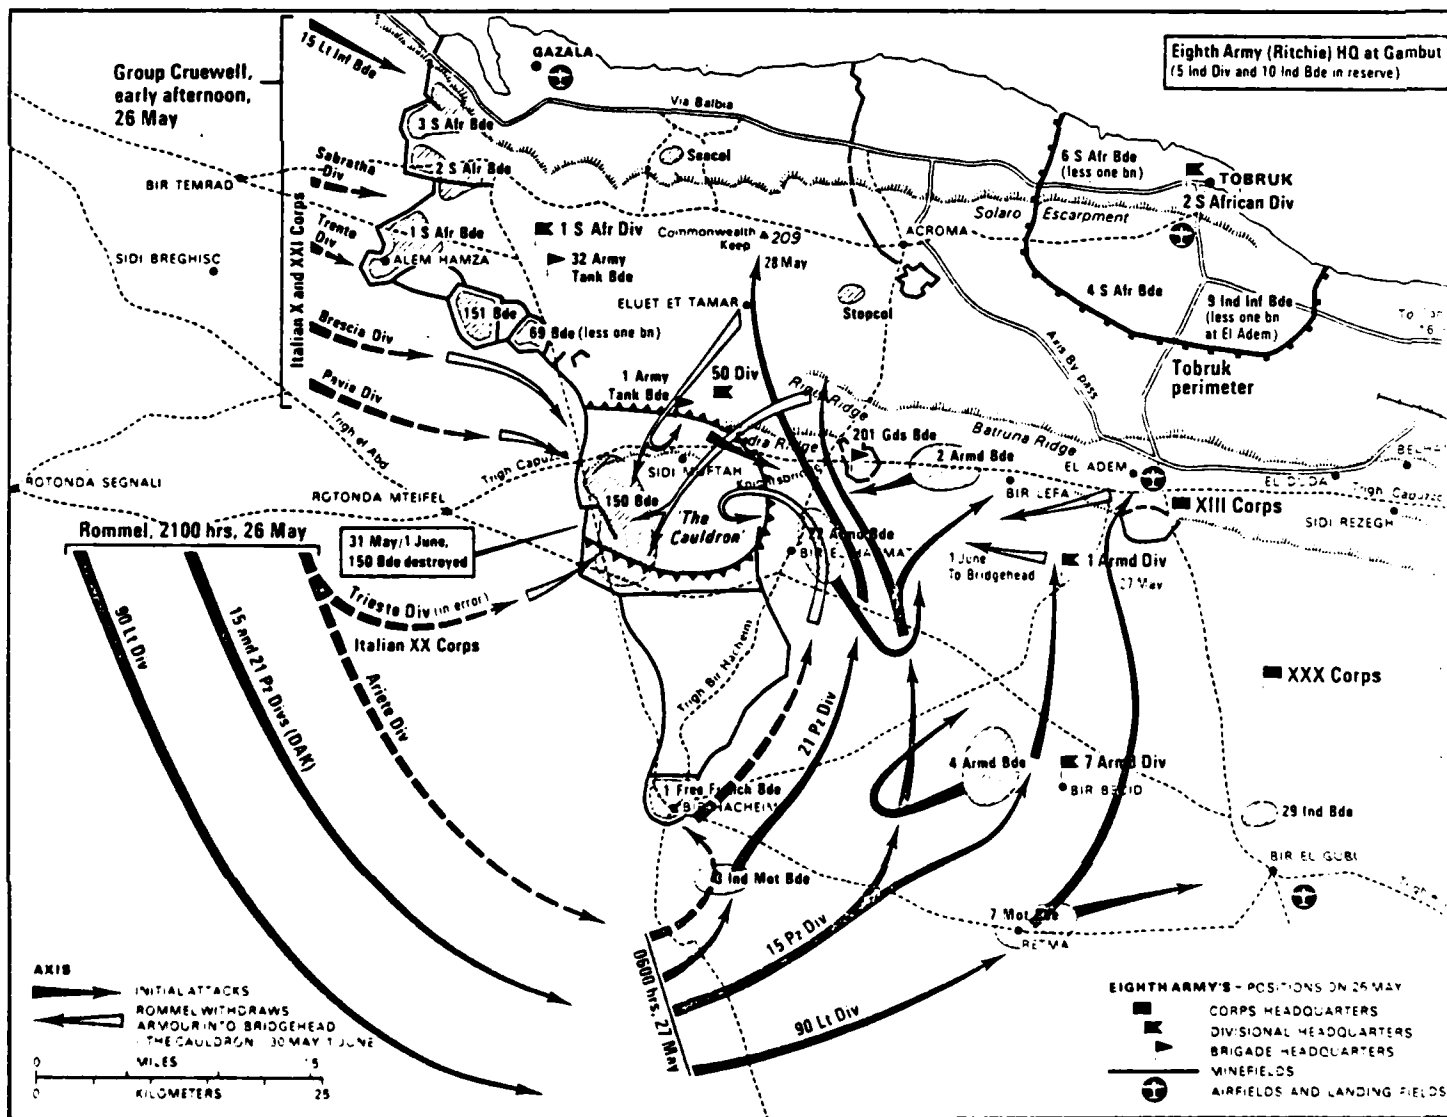 Group Cruewell,
early afternoon,
26 May
15 Lt Inf Bde
GAZALA
Eighth Army (Ritchie) HQ at Gambut
(5 Ind Div and 10 Ind Bde in reserve)
Via Balbia
3 S Afr Bde
2 S Afr Bde
Seacol
6 S Afr Bde
(less one bn)
TOBRUK
2 S African Div
Sabratha
Div
BIR TEMRAD
Solaro Escarpment
Trento
Div
1 S Afr Bde
ALEM HAMZA
1 S Afr Div
32 Army
Tank Bde
Commonwealth
Keep
209
28 May
ACROMA
SIDI BREGHISC
Italian X and XXI Corps
ELUET ET TAMAR
Stopcol
4 S Afr Bde
9 Ind Inf Bde
(less one bn
at El Adem)
Tobruk
perimeter
151 Bde
69 Bde (less one bn)
Brescia Div
Pavia Div
Axis By pass
1 Army
Tank Bde
50 Div
Rigel Ridge
Batruna Ridge
201 Gds Bde
2 Armd Bde
Trigh el Abd
Trigh Capuzzo
SIDI MUFTAH
EL ADEM
EL DUDA
Trigh Capuzzo
SIDI REZEGH
ROTONDA SEGNALI
ROTONDA MTEIFEL
150 Bde
'The
Cauldron'
Knightsbridge
XIII Corps
Rommel, 2100 hrs, 26 May
31 May/1 June,
150 Bde destroyed
22 Armd Bde
BIR EL HARMAT
1 June
To Bridgehead
1 Armd Div
27 May
Trieste Div (in error)
Italian XX Corps
90 Lt Div
15 and 21 Pz Divs (DAK)
Ariete Div
Trigh Bir Hacheim
XXX Corps
21 Pz Div
4 Armd Bde
7 Armd Div
1 Free French Bde
BIR HACHEIM
29 Ind Bde
BIR EL GUBI
3 Ind Mot Bde
7 Mot Bde
RETMA
15 Pz Div
0600 hrs, 27 May
90 Lt Div
AXIS
INITIAL ATTACKS
ROMMEL WITHDRAWS
ARMOUR INTO BRIDGEHEAD
THE CAULDRON 30 MAY 1 JUNE
0 MILES 15
0 KILOMETERS 25
EIGHTH ARMY'S - POSITIONS ON 26 MAY
CORPS HEADQUARTERS
DIVISIONAL HEADQUARTERS
BRIGADE HEADQUARTERS
MINEFIELDS
AIRFIELDS AND LANDING FIELDS